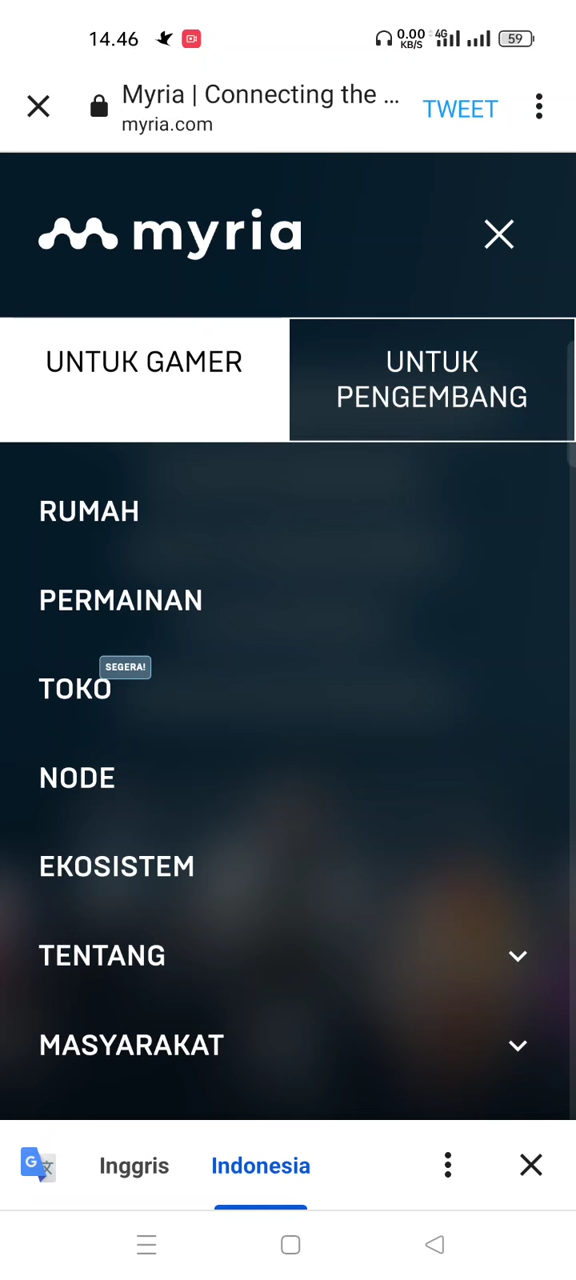 14.46 0.00 KB/S 4G 59
Myria | Connecting the ...
myria.com
TWEET
myria
UNTUK GAMER
UNTUK
PENGEMBANG
RUMAH
PERMAINAN
SEGERA!
TOKO
NODE
EKOSISTEM
TENTANG
MASYARAKAT
G 文
Inggris Indonesia